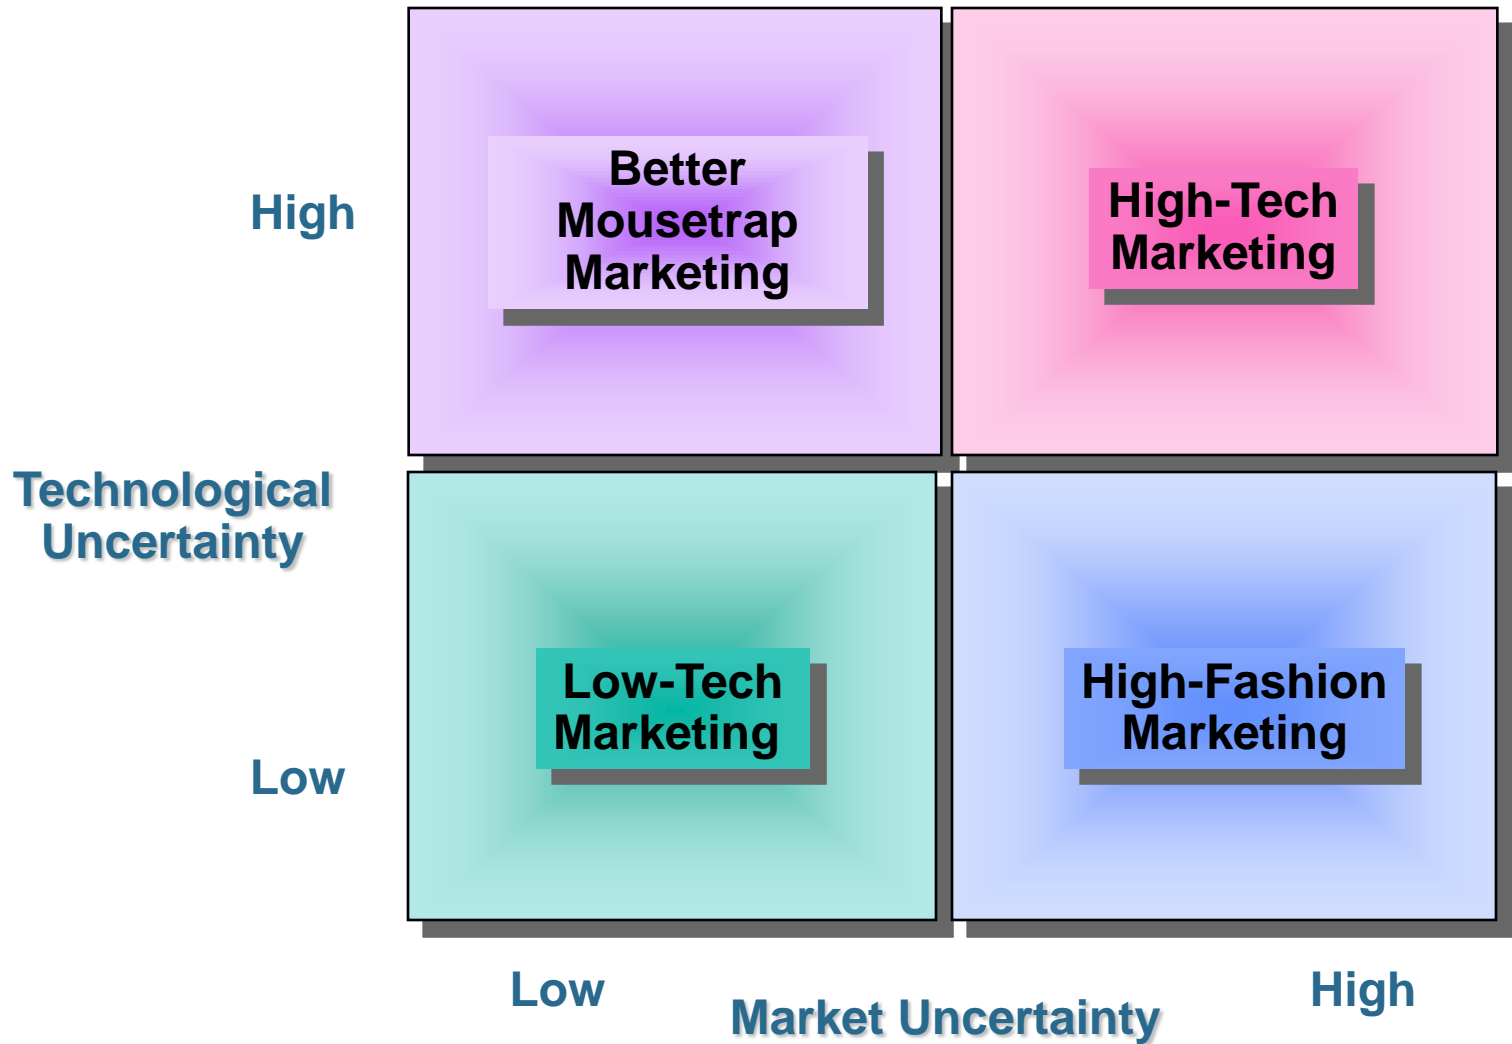 High
Better
Mousetrap
Marketing
High-Tech
Marketing
Technological
Uncertainty
Low
Low-Tech
Marketing
High-Fashion
Marketing
Low
Market Uncertainty
High